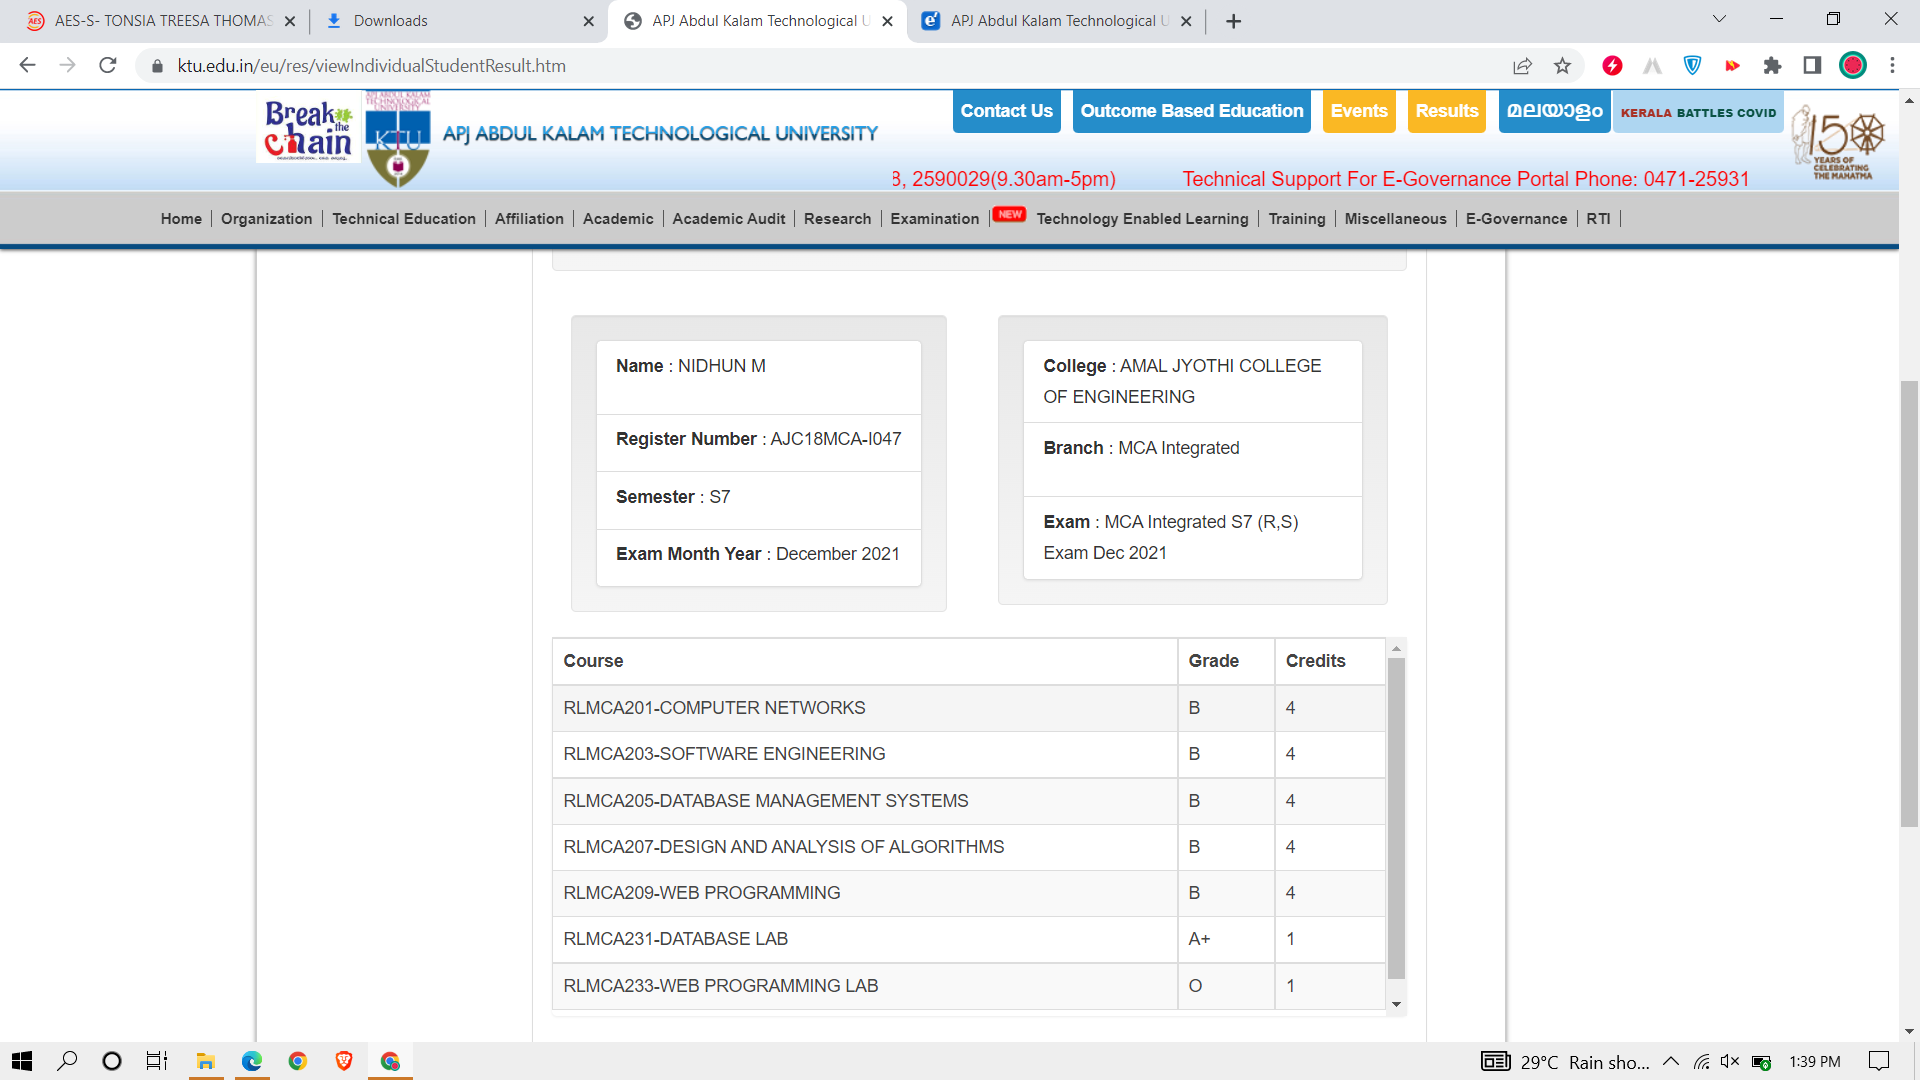 AES-S- TONSIA TREESA THOMAS
Downloads
APJ Abdul Kalam Technological U
APJ Abdul Kalam Technological U
ktu.edu.in/eu/res/viewIndividualStudentResult.htm
Break the chain
APJ ABDUL KALAM TECHNOLOGICAL UNIVERSITY
KTU
APJ ABDUL KALAM TECHNOLOGICAL UNIVERSITY
Contact Us
Outcome Based Education
Events
Results
മലയാളം
KERALA BATTLES COVID
150
YEARS OF
CELEBRATING
THE MAHATMA
8, 2590029(9.30am-5pm) Technical Support For E-Governance Portal Phone: 0471-25931
Home Organization Technical Education Affiliation Academic Academic Audit Research Examination NEW Technology Enabled Learning Training Miscellaneous E-Governance RTI
Name : NIDHUN M
Register Number : AJC18MCA-I047
Semester : S7
Exam Month Year : December 2021
College : AMAL JYOTHI COLLEGE
OF ENGINEERING
Branch : MCA Integrated
Exam : MCA Integrated S7 (R,S)
Exam Dec 2021
Course Grade Credits
RLMCA201-COMPUTER NETWORKS B 4
RLMCA203-SOFTWARE ENGINEERING B 4
RLMCA205-DATABASE MANAGEMENT SYSTEMS B 4
RLMCA207-DESIGN AND ANALYSIS OF ALGORITHMS B 4
RLMCA209-WEB PROGRAMMING B 4
RLMCA231-DATABASE LAB A+ 1
RLMCA233-WEB PROGRAMMING LAB O 1
29°C Rain sho... 1:39 PM